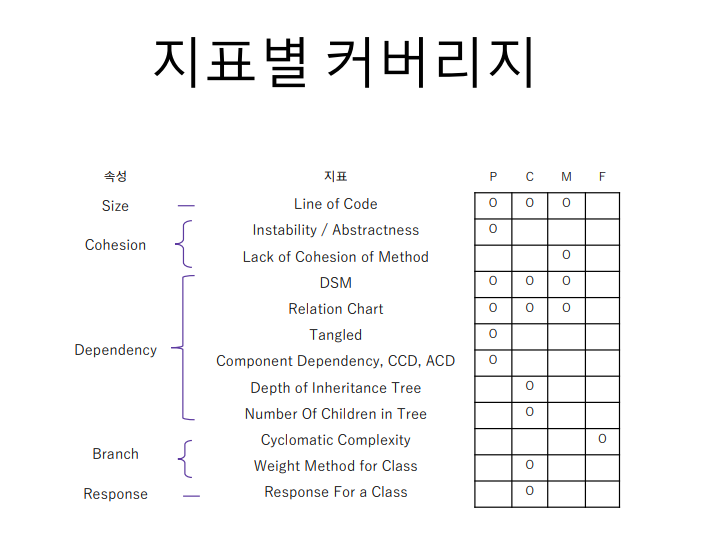 지표별 커버리지
속성 지표 P C M F
Size Line of Code O O O
Instability / Abstractness O
Cohesion
Lack of Cohesion of Method O
DSM O O O
Relation Chart O O O
Tangled O
Dependency
Component Dependency, CCD, ACD O
Depth of Inheritance Tree O
Number Of Children in Tree O
Cyclomatic Complexity O
Branch
Weight Method for Class O
Response Response For a Class O